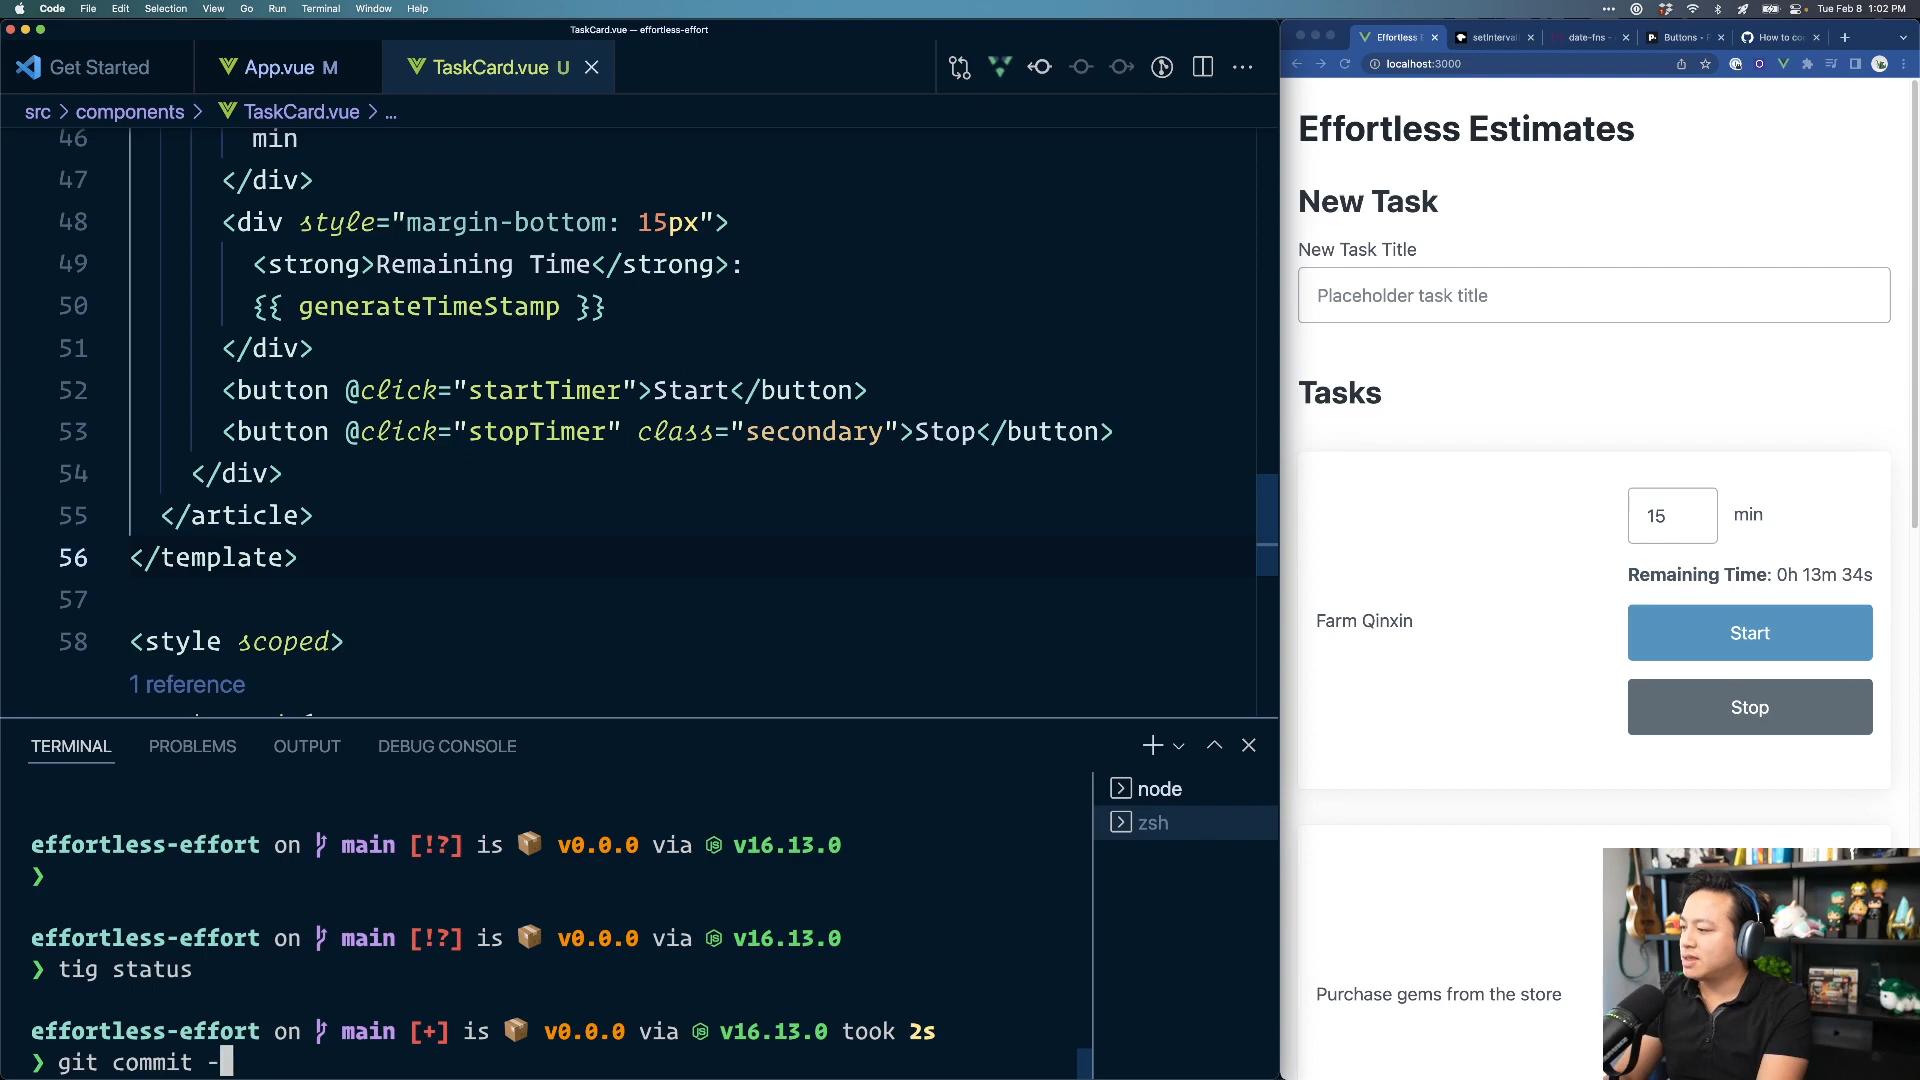 Code File Edit Selection View Go Run Terminal Window Help
Tue Feb 8 1:02 PM
TaskCard.vue — effortless-effort
Get Started
App.vue M
TaskCard.vue U
src > components > TaskCard.vue > ...
46 min
47 </div>
48 <div style="margin-bottom: 15px">
49 <strong>Remaining Time</strong>:
50 {{ generateTimeStamp }}
51 </div>
52 <button @click="startTimer">Start</button>
53 <button @click="stopTimer" class="secondary">Stop</button>
54 </div>
55 </article>
56 </template>
57
58 <style scoped>
1 reference
TERMINAL PROBLEMS OUTPUT DEBUG CONSOLE
node
zsh
effortless-effort on main [!?] is 📦 v0.0.0 via v16.13.0
❯
effortless-effort on main [!?] is 📦 v0.0.0 via v16.13.0
❯ tig status
effortless-effort on main [+] is 📦 v0.0.0 via v16.13.0 took 2s
❯ git commit -
Effortless E
setInterval
date-fns -
Buttons - P
How to co
localhost:3000
Effortless Estimates
New Task
New Task Title
Placeholder task title
Tasks
15 min
Remaining Time: 0h 13m 34s
Farm Qinxin
Start
Stop
Purchase gems from the store